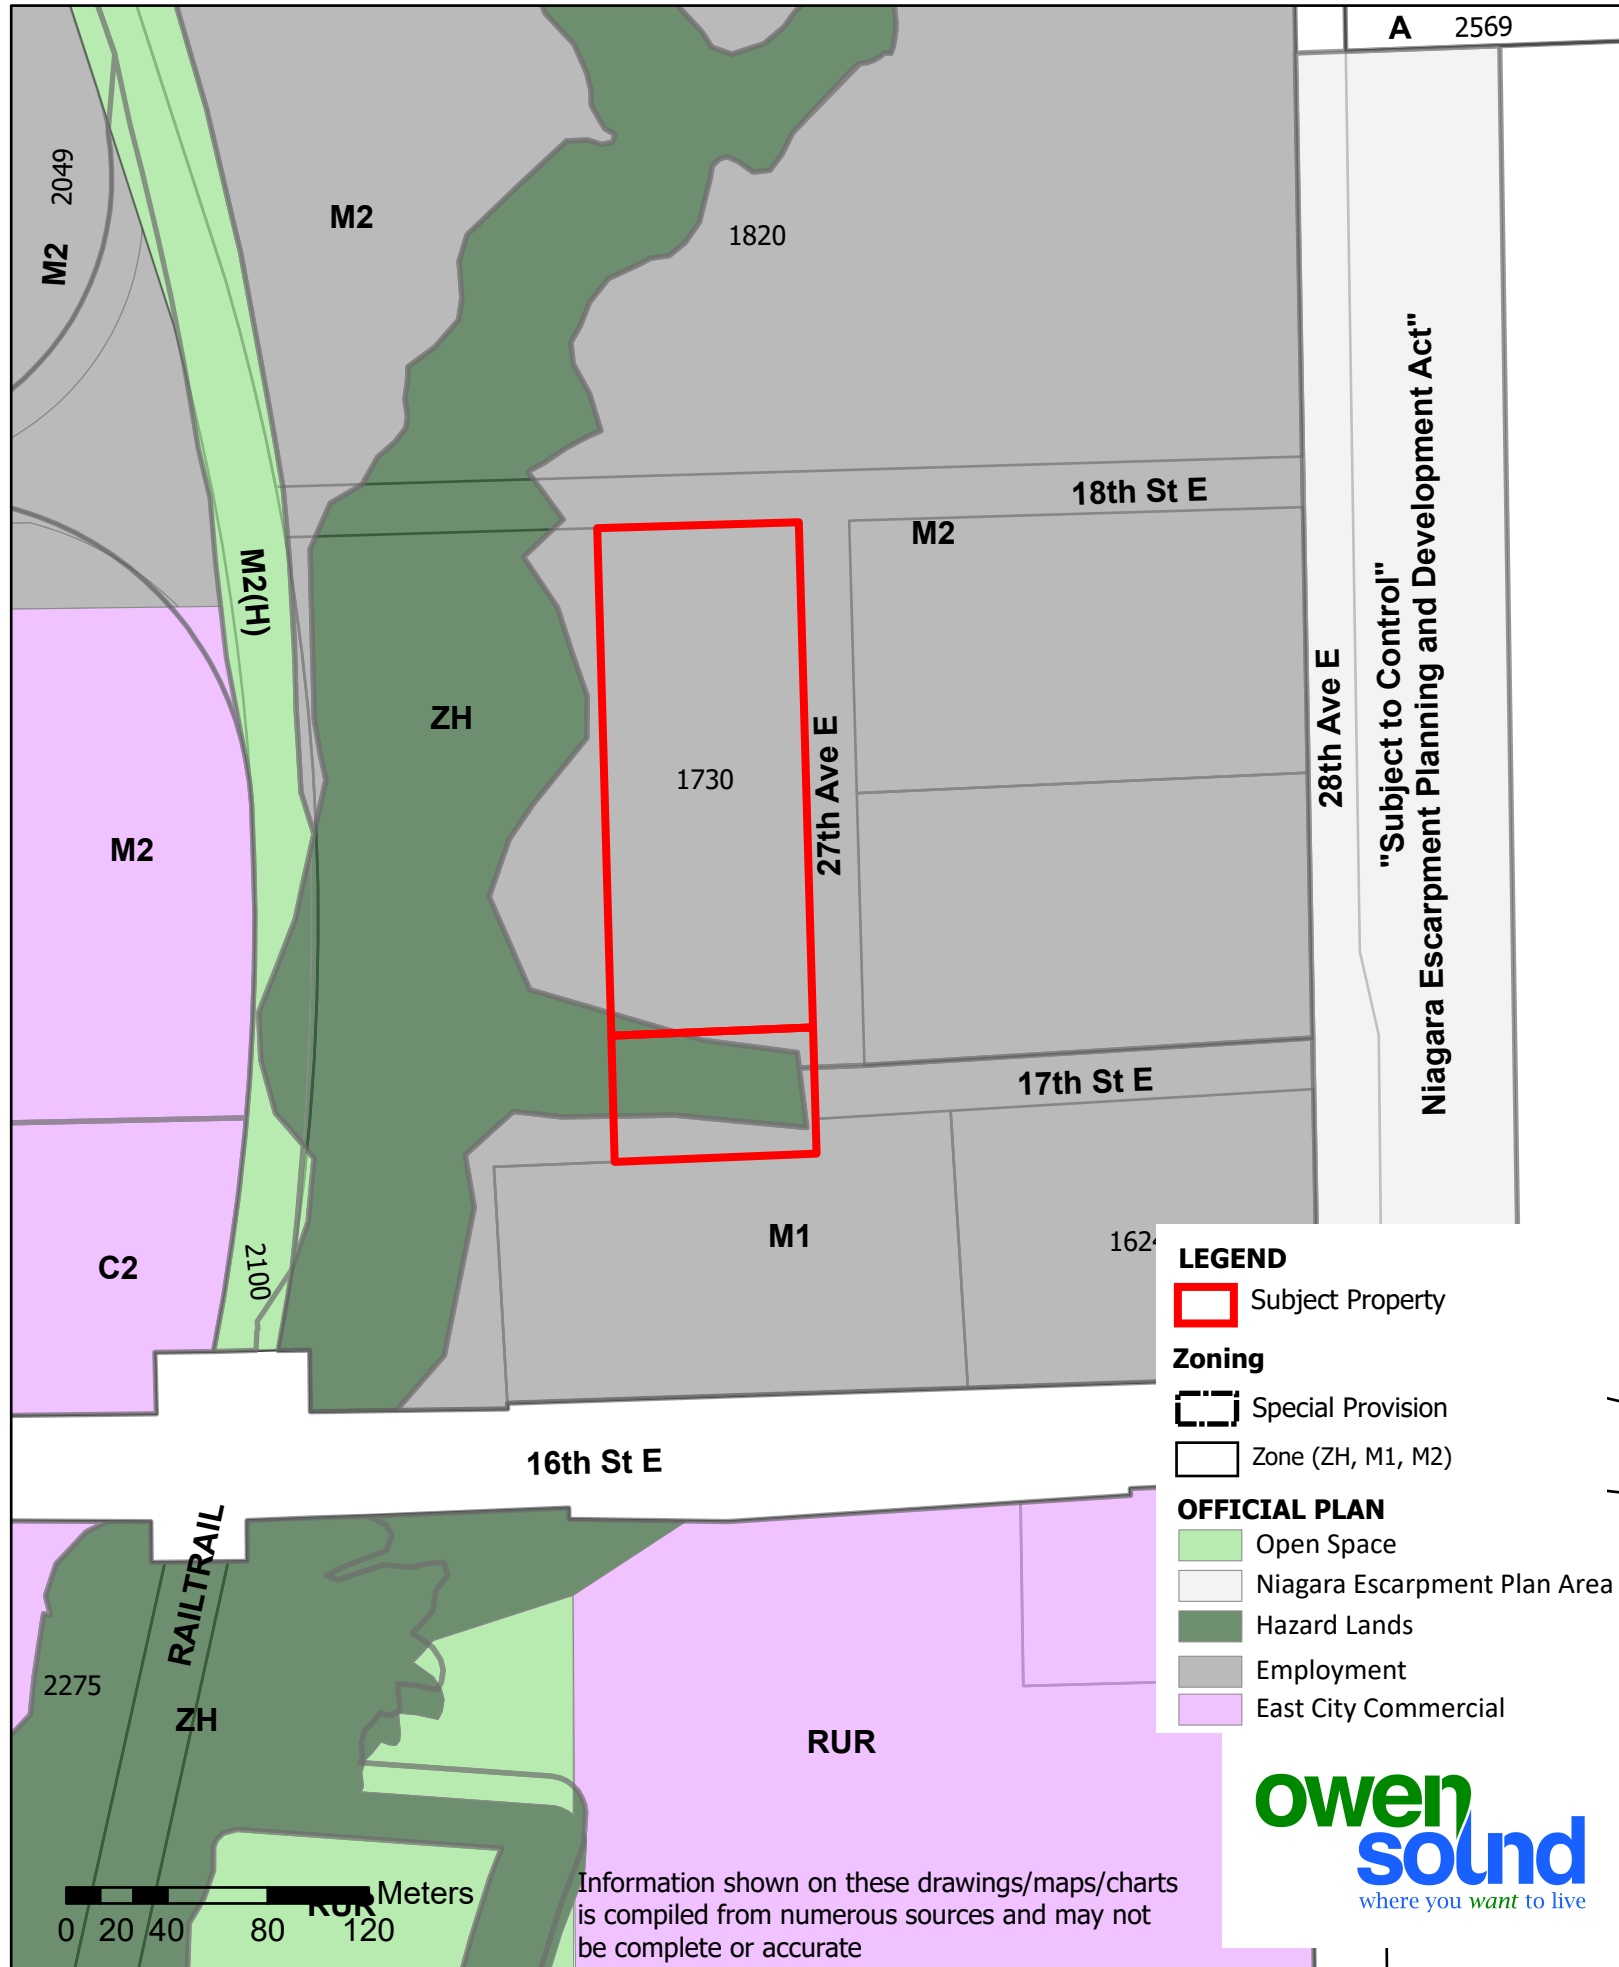 A 2569
2049
M2
M2
1820
18th St E
M2
M2(H)
ZH
1730
27th Ave E
28th Ave E
"Subject to Control"
Niagara Escarpment Planning and Development Act"
M2
17th St E
M1
C2
2100
LEGEND
Subject Property
Zoning
Special Provision
Zone (ZH, M1, M2)
OFFICIAL PLAN
Open Space
Niagara Escarpment Plan Area
Hazard Lands
Employment
East City Commercial
16th St E
RAILTRAIL
2275
ZH
RUR
RUR
Meters
0 20 40 80 120
Information shown on these drawings/maps/charts
is compiled from numerous sources and may not
be complete or accurate
owen
sound
where you want to live